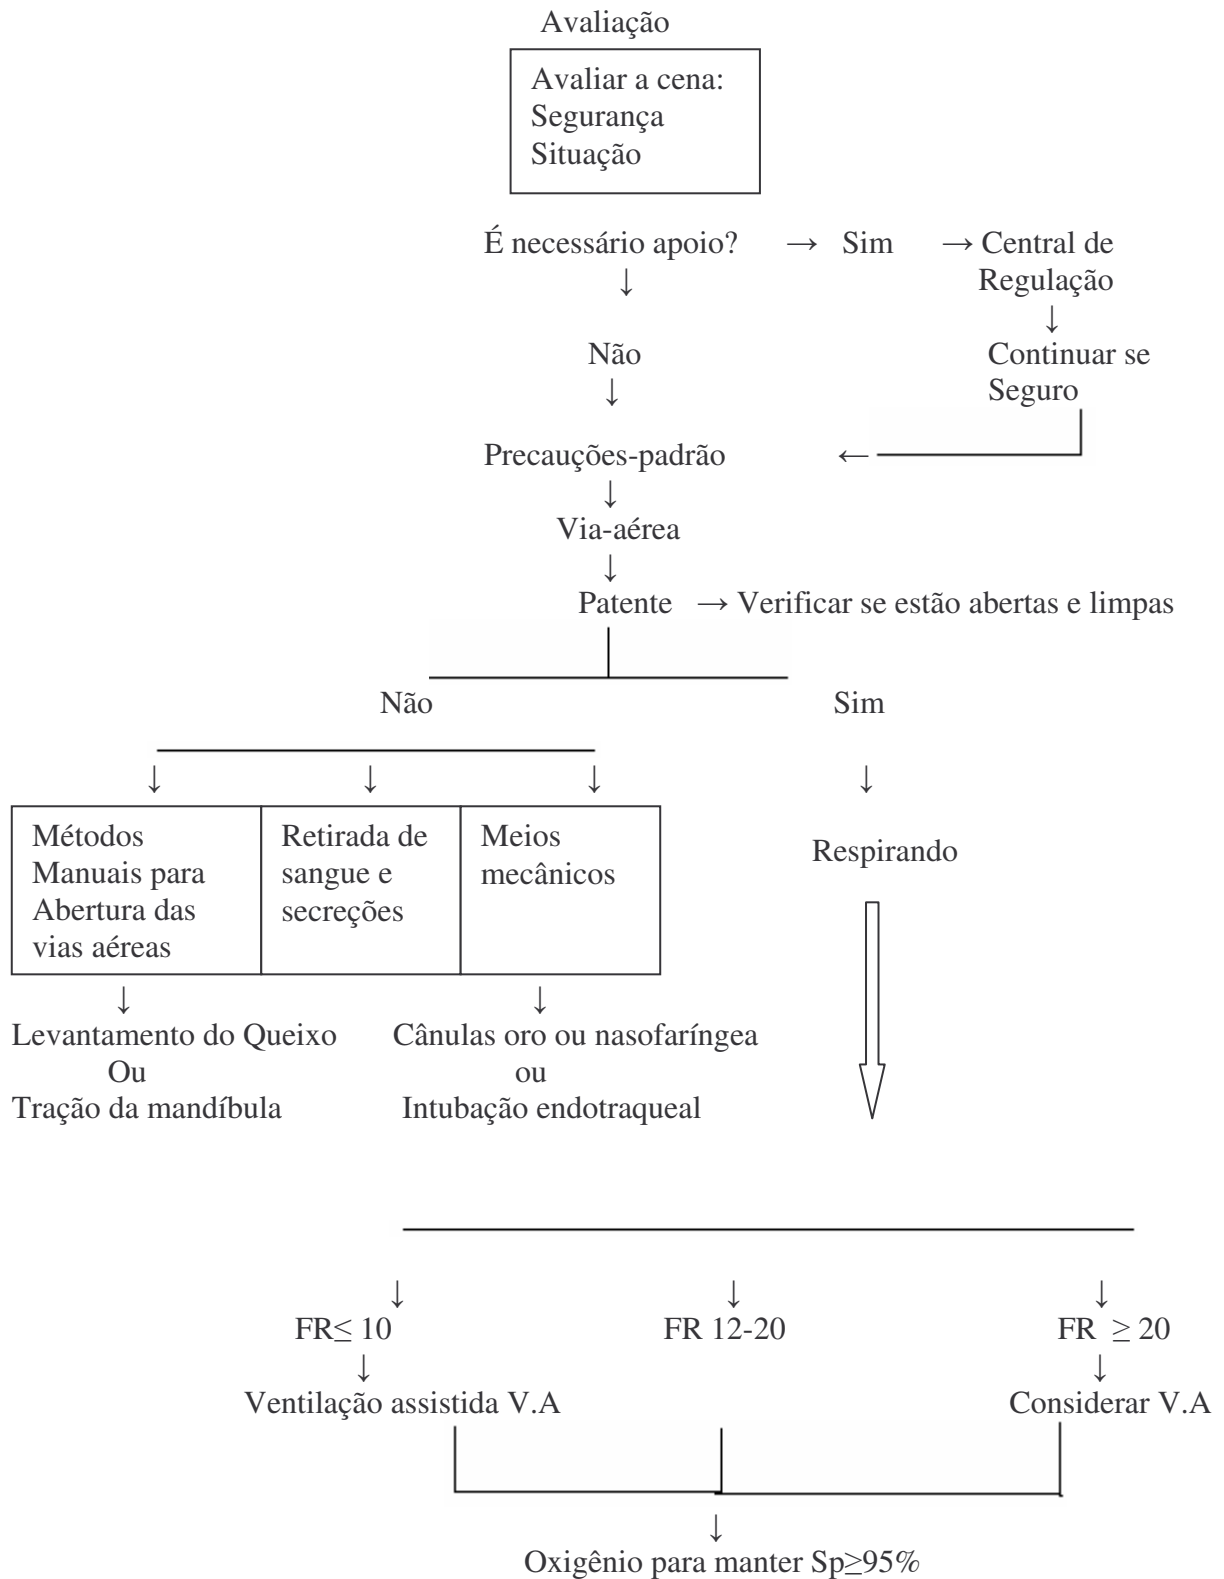 Avaliação
Avaliar a cena:
Segurança
Situação
É necessário apoio? → Sim → Central de
Regulação
↓
↓
Não
Continuar se
Seguro
↓
Precauções-padrão ←
↓
Via-aérea
↓
Patente → Verificar se estão abertas e limpas
Não Sim
↓ ↓ ↓ ↓
Métodos
Manuais para
Abertura das
vias aéreas
Retirada de
sangue e
secreções
Meios
mecânicos
Respirando
↓ ↓
Levantamento do Queixo
Ou
Tração da mandíbula
Cânulas oro ou nasofaríngea
ou
Intubação endotraqueal
↓ ↓ ↓
FR≤ 10 FR 12-20 FR ≥ 20
↓ ↓
Ventilação assistida V.A Considerar V.A
↓
Oxigênio para manter Sp≥95%